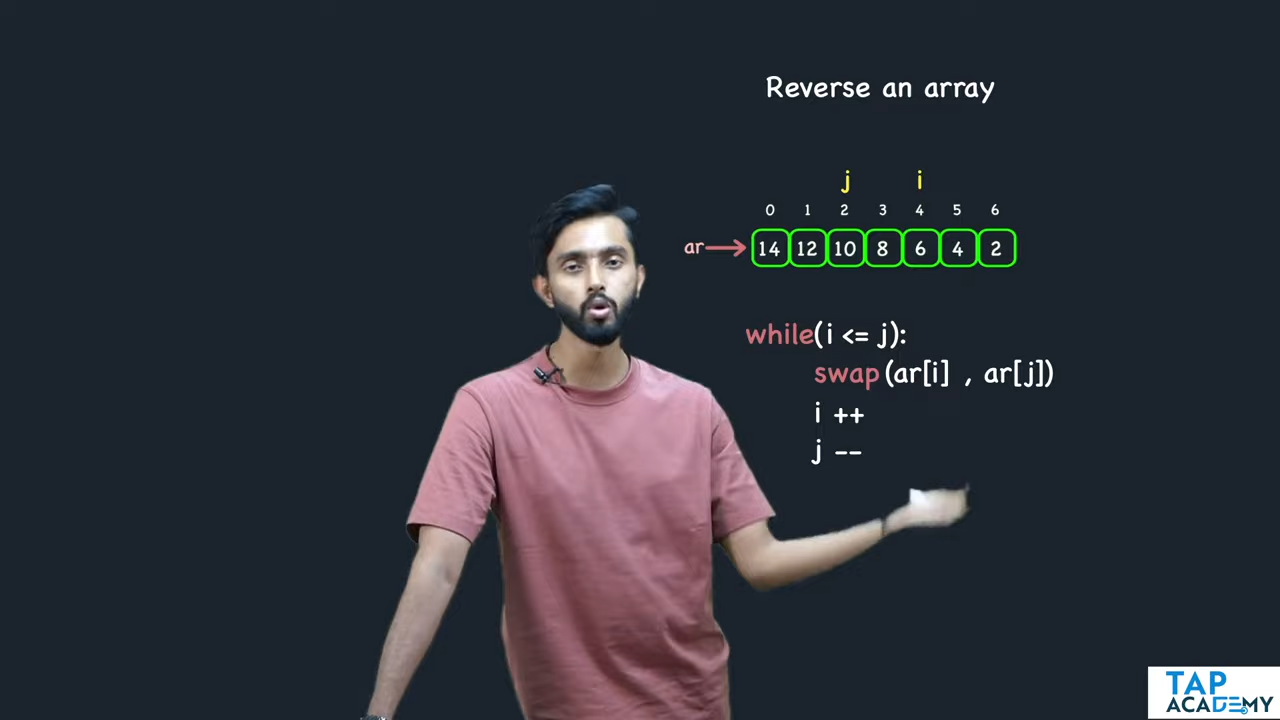 Reverse an array
j i
0 1 2 3 4 5 6
ar 14 12 10 8 6 4 2
while(i <= j):
swap(ar[i] , ar[j])
i ++
j --
TAP
ACADEMY